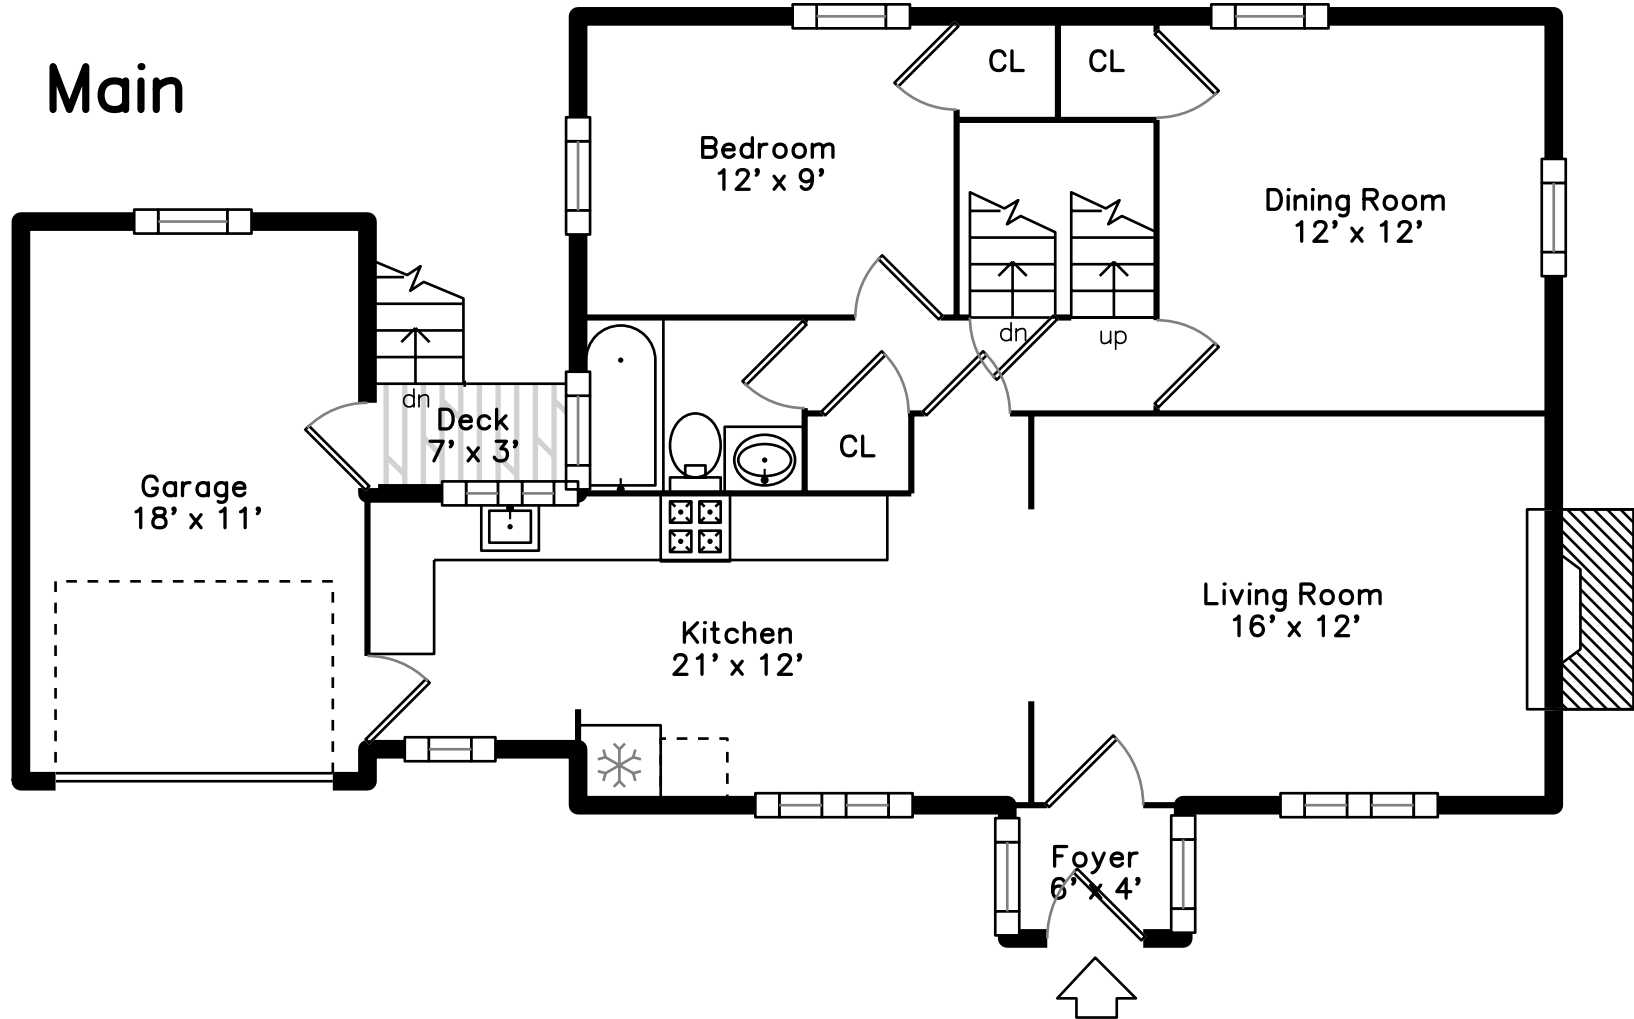 Main
CL
CL
Bedroom
12' x 9'
Dining Room
12' x 12'
dn
up
dn
Deck
7' x 3'
CL
Garage
18' x 11'
Living Room
16' x 12'
Kitchen
21' x 12'
Foyer
6' x 4'